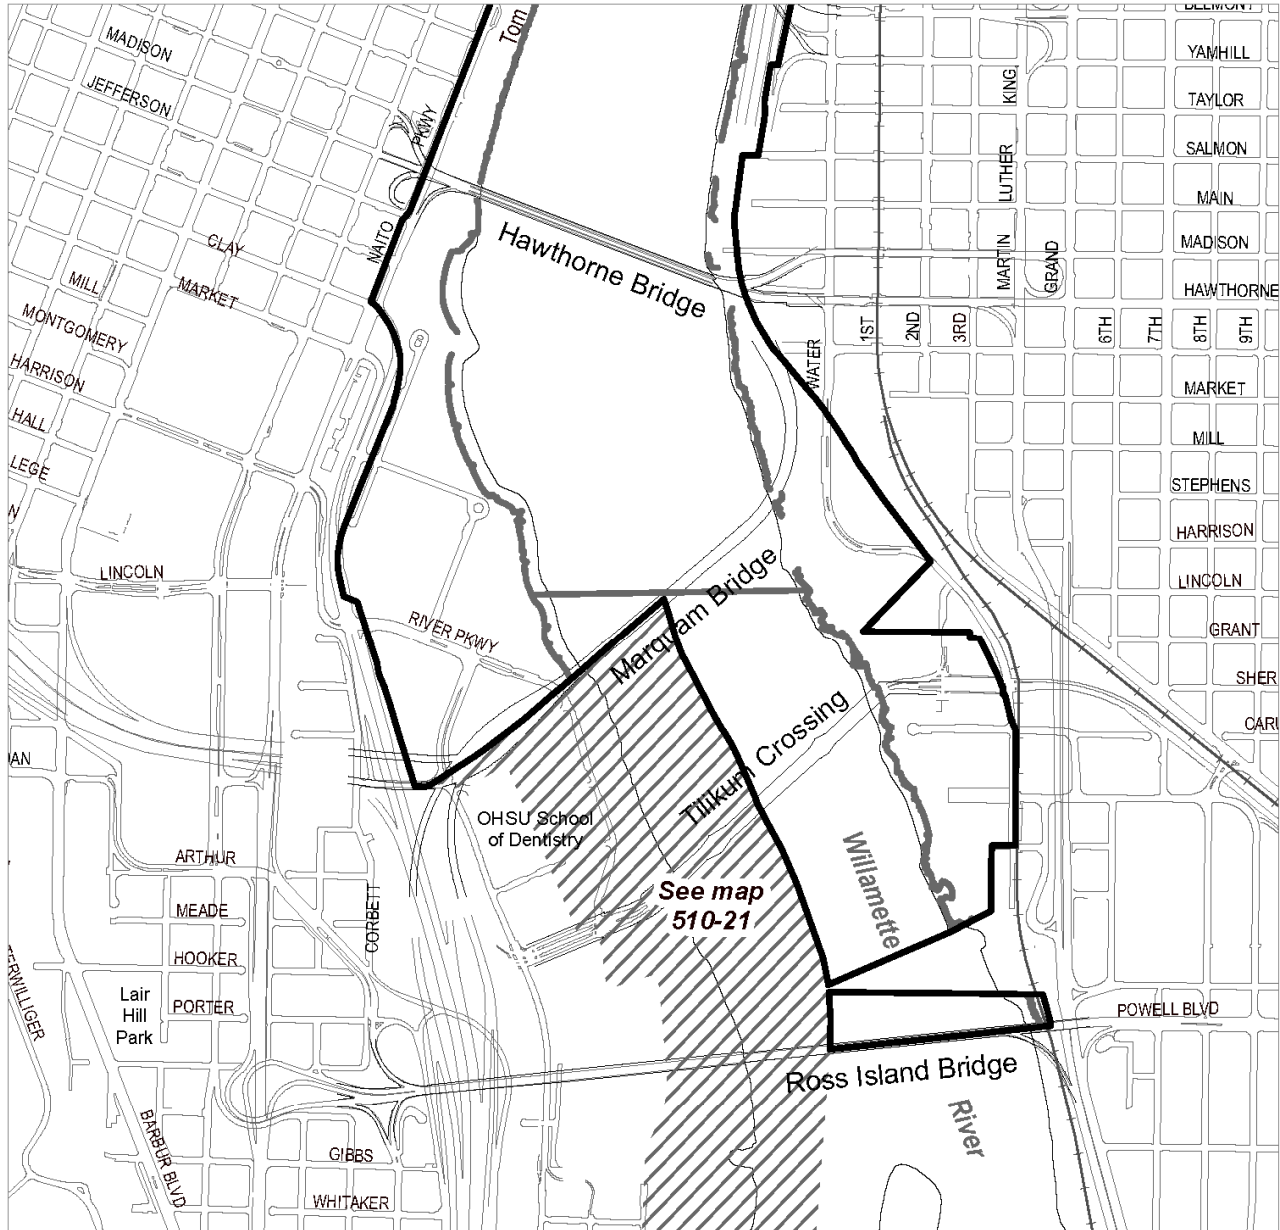 MADISON
JEFFERSON
CLAY
MILL
MARKET
MONTGOMERY
HARRISON
HALL
LEGE
N
LINCOLN
NAITO
PKWY
Tom
Hawthorne Bridge
BELMONT
YAMHILL
TAYLOR
SALMON
MAIN
MADISON
HAWTHORNE
MARTIN LUTHER KING
GRAND
WATER
1ST
2ND
3RD
6TH
7TH
8TH
9TH
MARKET
MILL
STEPHENS
HARRISON
LINCOLN
GRANT
SHER
CARU
RIVER PKWY
Marquam Bridge
Tilikum Crossing
OHSU School
of Dentistry
See map
510-21
Willamette
River
AN
ARTHUR
MEADE
HOOKER
PORTER
CORBETT
Lair
Hill
Park
ERWILLIGER
BARBUR BLVD
GIBBS
WHITAKER
POWELL BLVD
Ross Island Bridge